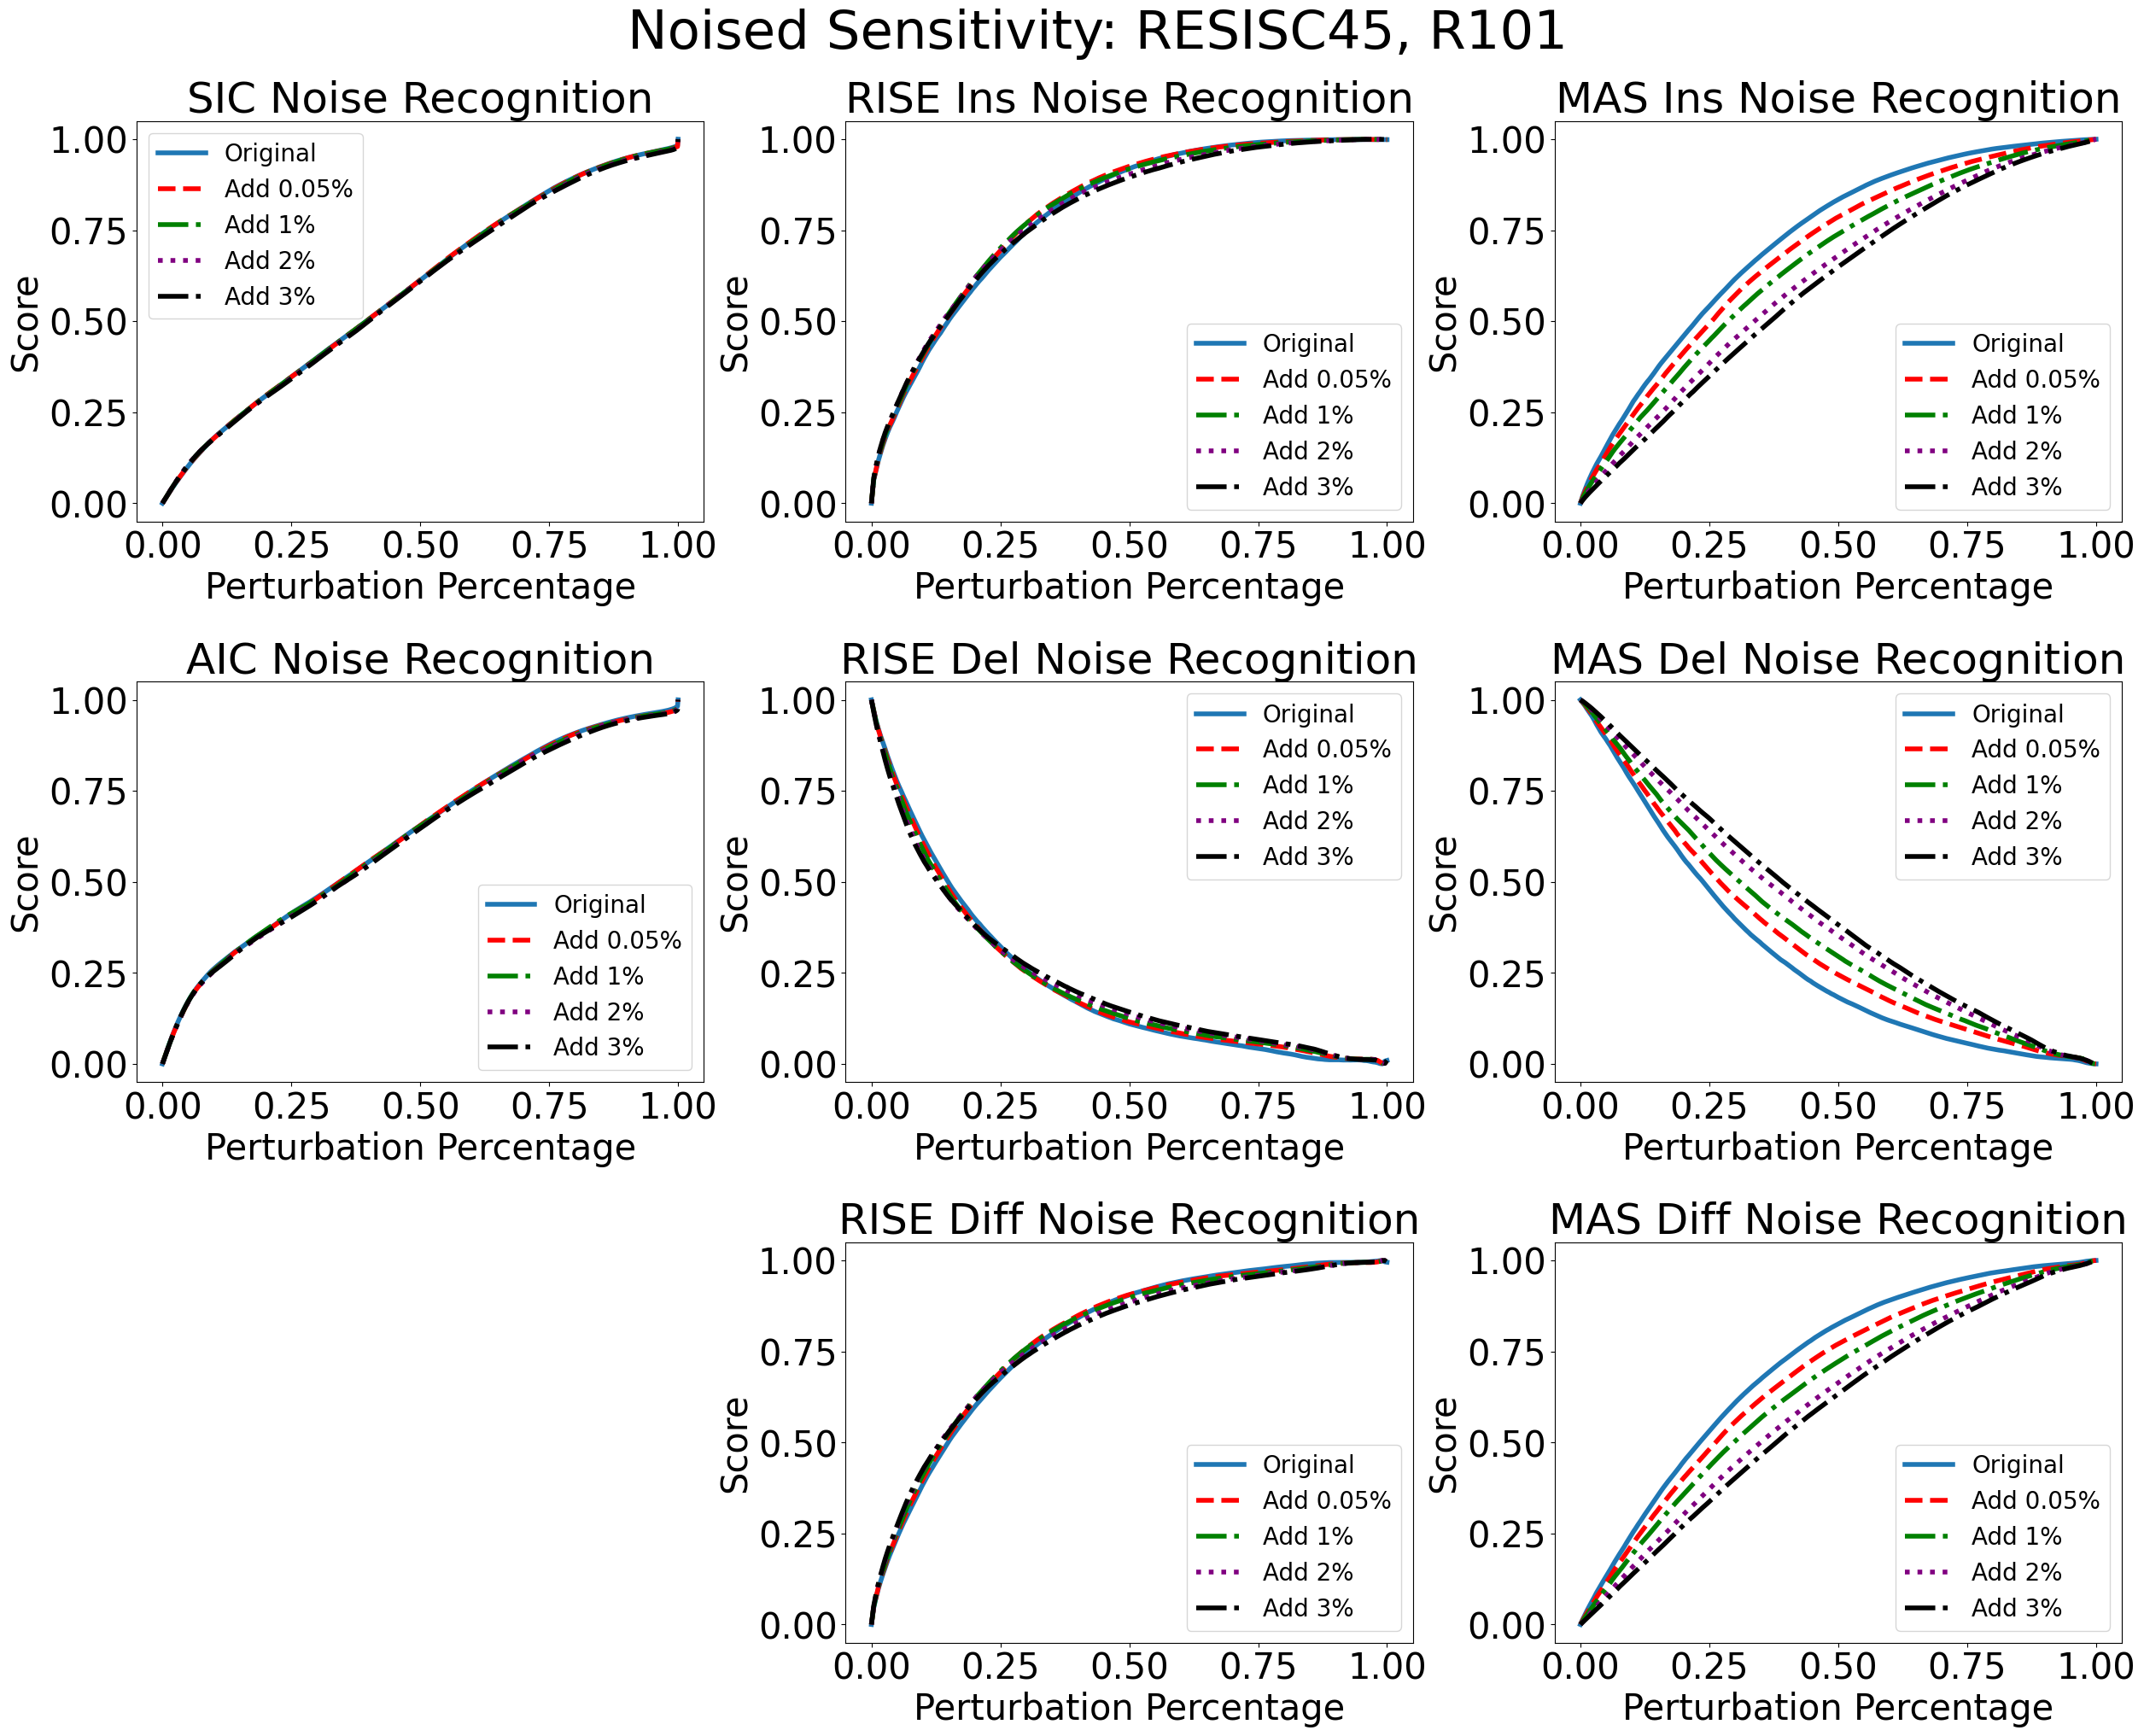 Noised Sensitivity: RESISC45, R101
SIC Noise Recognition
1.00
0.75
0.50
0.25
0.00
Score
Original
Add 0.05%
Add 1%
Add 2%
Add 3%
0.00 0.25 0.50 0.75 1.00
Perturbation Percentage
RISE Ins Noise Recognition
1.00
0.75
0.50
0.25
0.00
Score
Original
Add 0.05%
Add 1%
Add 2%
Add 3%
0.00 0.25 0.50 0.75 1.00
Perturbation Percentage
MAS Ins Noise Recognition
1.00
0.75
0.50
0.25
0.00
Score
Original
Add 0.05%
Add 1%
Add 2%
Add 3%
0.00 0.25 0.50 0.75 1.00
Perturbation Percentage
AIC Noise Recognition
1.00
0.75
0.50
0.25
0.00
Score
Original
Add 0.05%
Add 1%
Add 2%
Add 3%
0.00 0.25 0.50 0.75 1.00
Perturbation Percentage
RISE Del Noise Recognition
1.00
0.75
0.50
0.25
0.00
Score
Original
Add 0.05%
Add 1%
Add 2%
Add 3%
0.00 0.25 0.50 0.75 1.00
Perturbation Percentage
MAS Del Noise Recognition
1.00
0.75
0.50
0.25
0.00
Score
Original
Add 0.05%
Add 1%
Add 2%
Add 3%
0.00 0.25 0.50 0.75 1.00
Perturbation Percentage
RISE Diff Noise Recognition
1.00
0.75
0.50
0.25
0.00
Score
Original
Add 0.05%
Add 1%
Add 2%
Add 3%
0.00 0.25 0.50 0.75 1.00
Perturbation Percentage
MAS Diff Noise Recognition
1.00
0.75
0.50
0.25
0.00
Score
Original
Add 0.05%
Add 1%
Add 2%
Add 3%
0.00 0.25 0.50 0.75 1.00
Perturbation Percentage